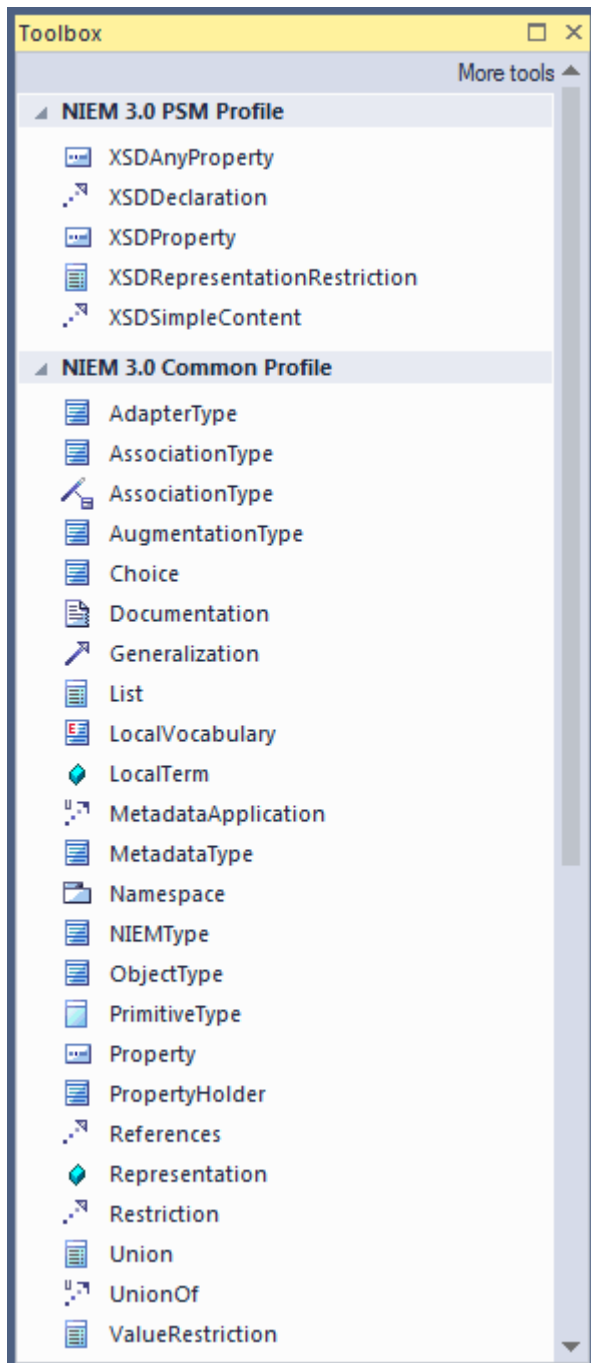 Toolbox
More tools
NIEM 3.0 PSM Profile
XSDAnyProperty
XSDDeclaration
XSDProperty
XSDRepresentationRestriction
XSDSimpleContent
NIEM 3.0 Common Profile
AdapterType
AssociationType
AssociationType
AugmentationType
Choice
Documentation
Generalization
List
LocalVocabulary
LocalTerm
MetadataApplication
MetadataType
Namespace
NIEMType
ObjectType
PrimitiveType
Property
PropertyHolder
References
Representation
Restriction
Union
UnionOf
ValueRestriction